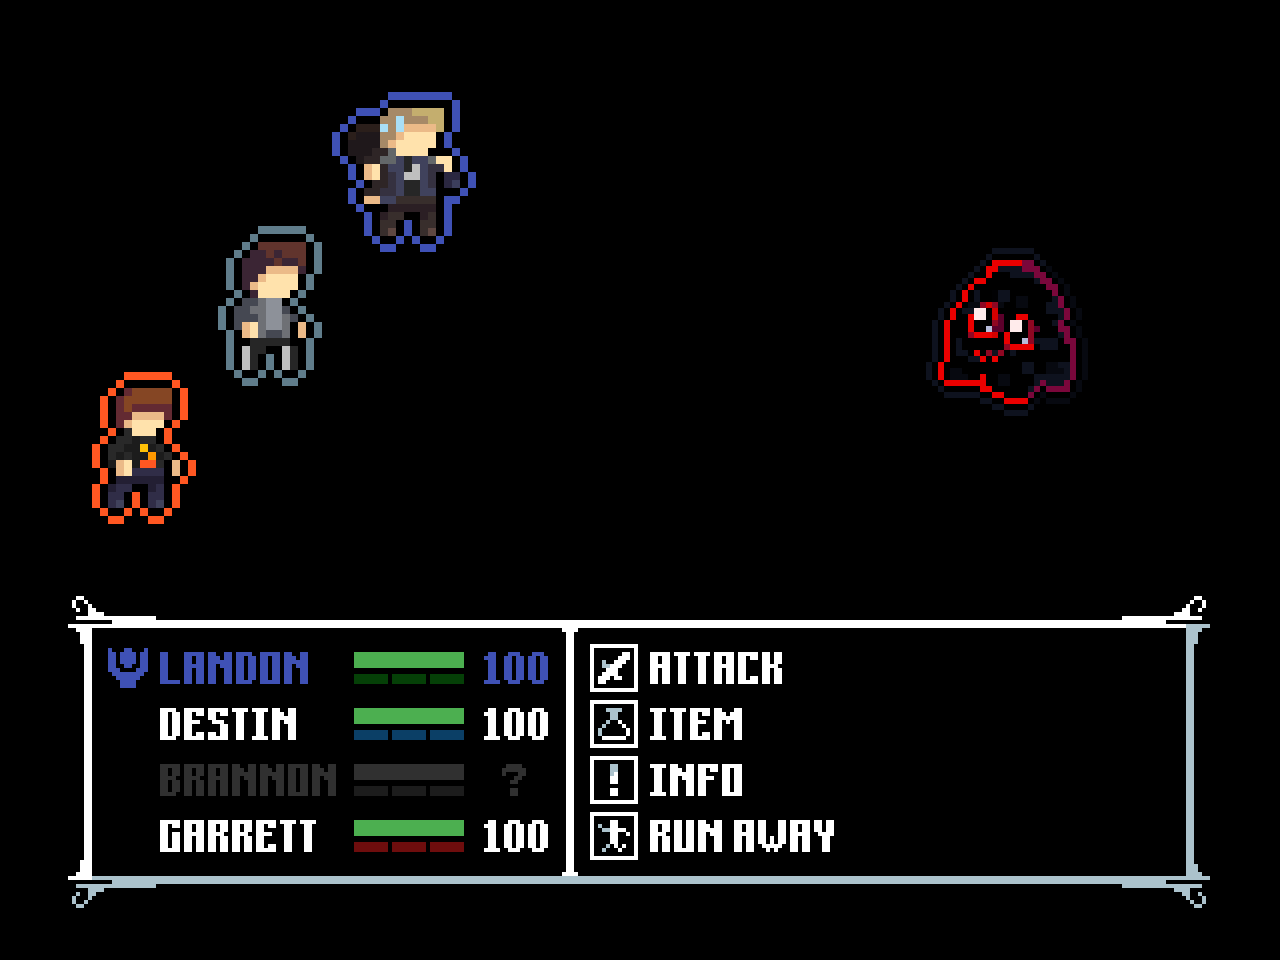 LANDON 100
DESTIN 100
BRANNON ?
GARRETT 100
ATTACK
ITEM
INFO
RUN AWAY